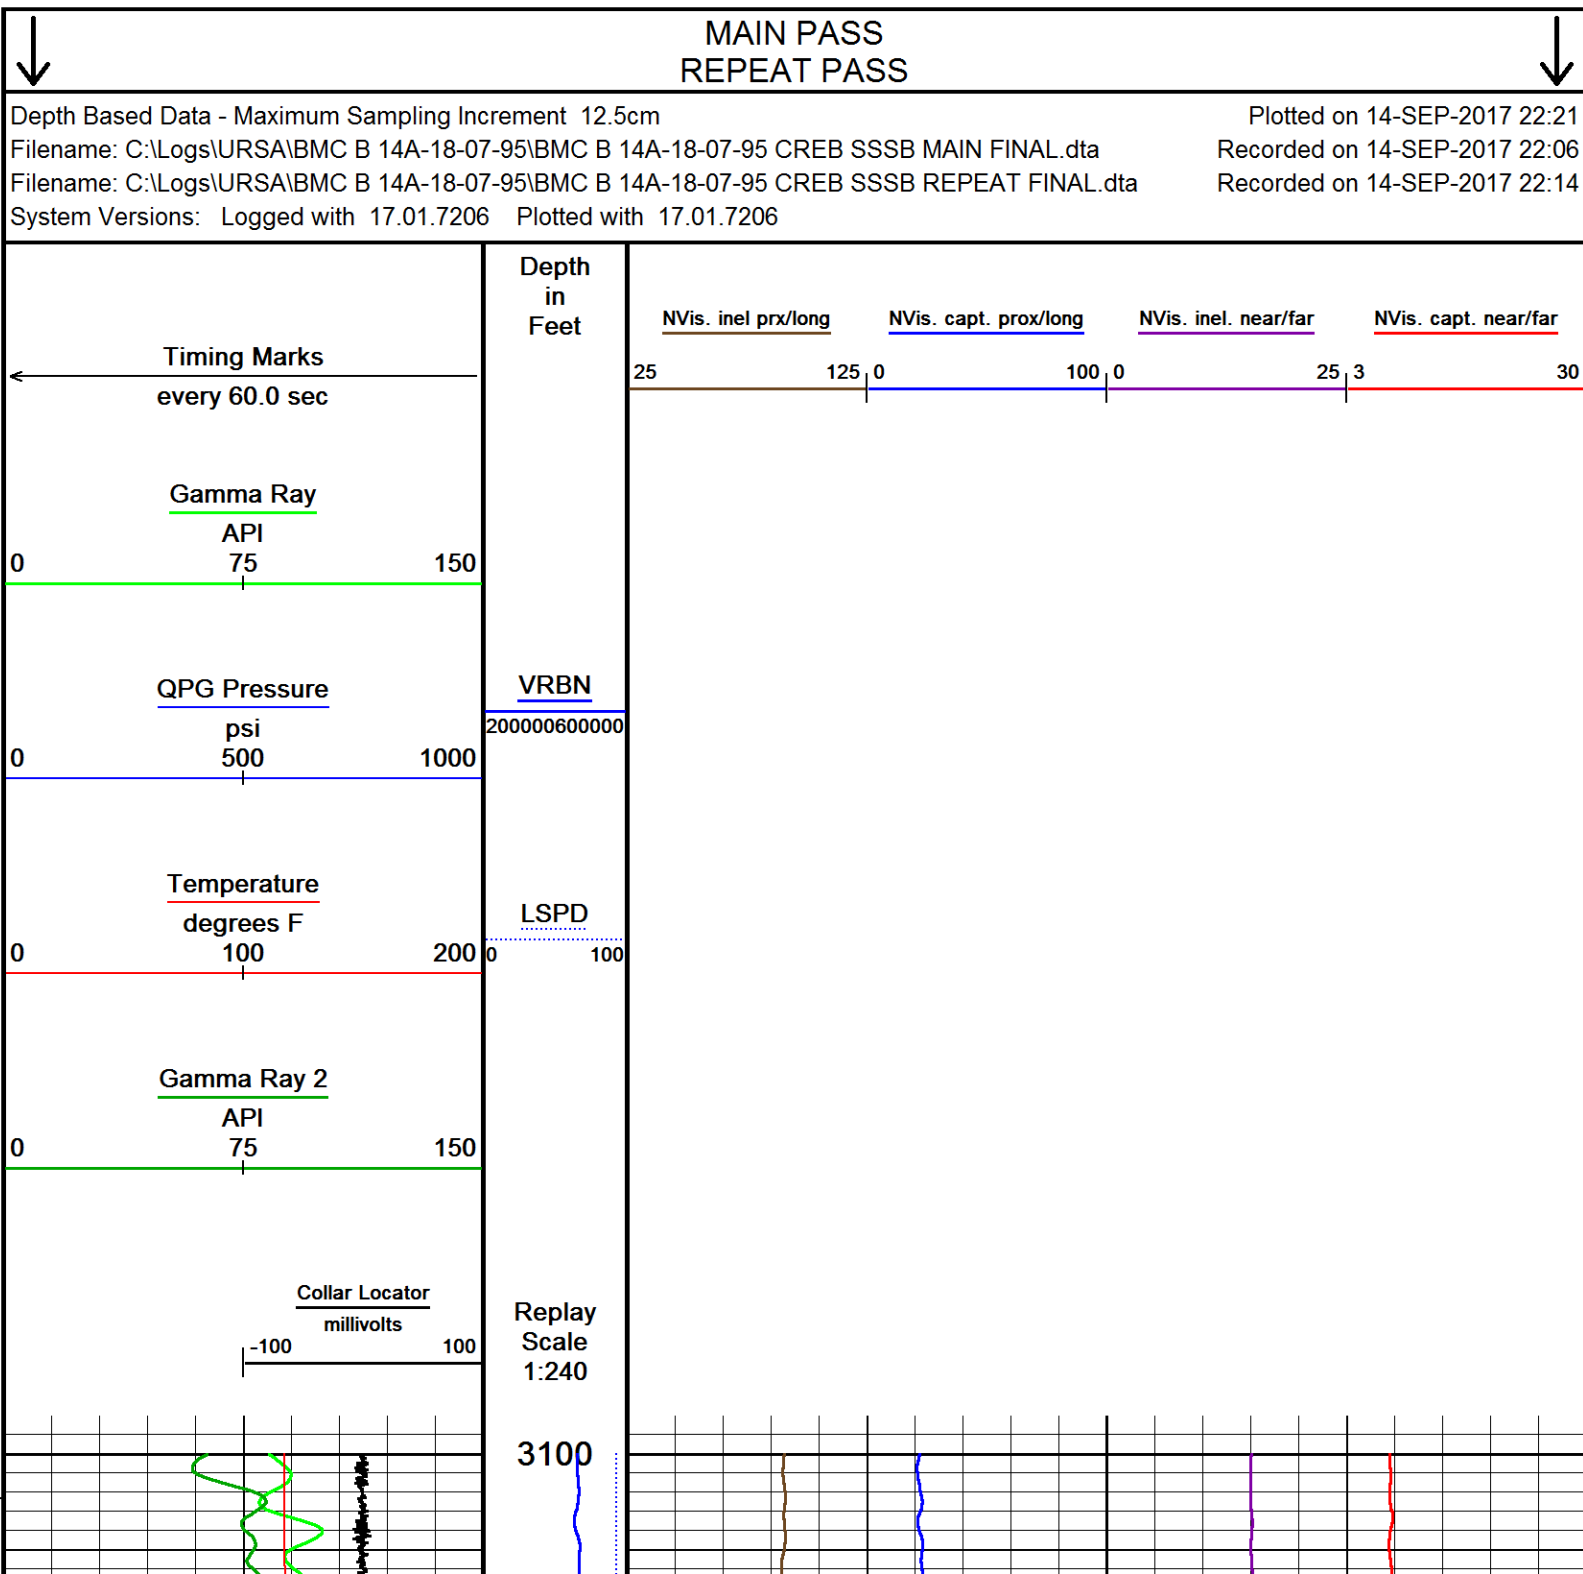 MAIN PASS
REPEAT PASS
Depth Based Data - Maximum Sampling Increment 12.5cm Plotted on 14-SEP-2017 22:21
Filename: C:\Logs\URSA\BMC B 14A-18-07-95\BMC B 14A-18-07-95 CREB SSSB MAIN FINAL.dta Recorded on 14-SEP-2017 22:06
Filename: C:\Logs\URSA\BMC B 14A-18-07-95\BMC B 14A-18-07-95 CREB SSSB REPEAT FINAL.dta Recorded on 14-SEP-2017 22:14
System Versions: Logged with 17.01.7206 Plotted with 17.01.7206
Timing Marks
every 60.0 sec
Gamma Ray
API
0 75 150
QPG Pressure
psi
0 500 1000
Temperature
degrees F
0 100 200
Gamma Ray 2
API
0 75 150
Collar Locator
millivolts
-100 100
Depth
in
Feet
VRBN
200000600000
LSPD
0 100
Replay
Scale
1:240
3100
NVis. inel prx/long NVis. capt. prox/long NVis. inel. near/far NVis. capt. near/far
25 125 0 100 0 25 3 30